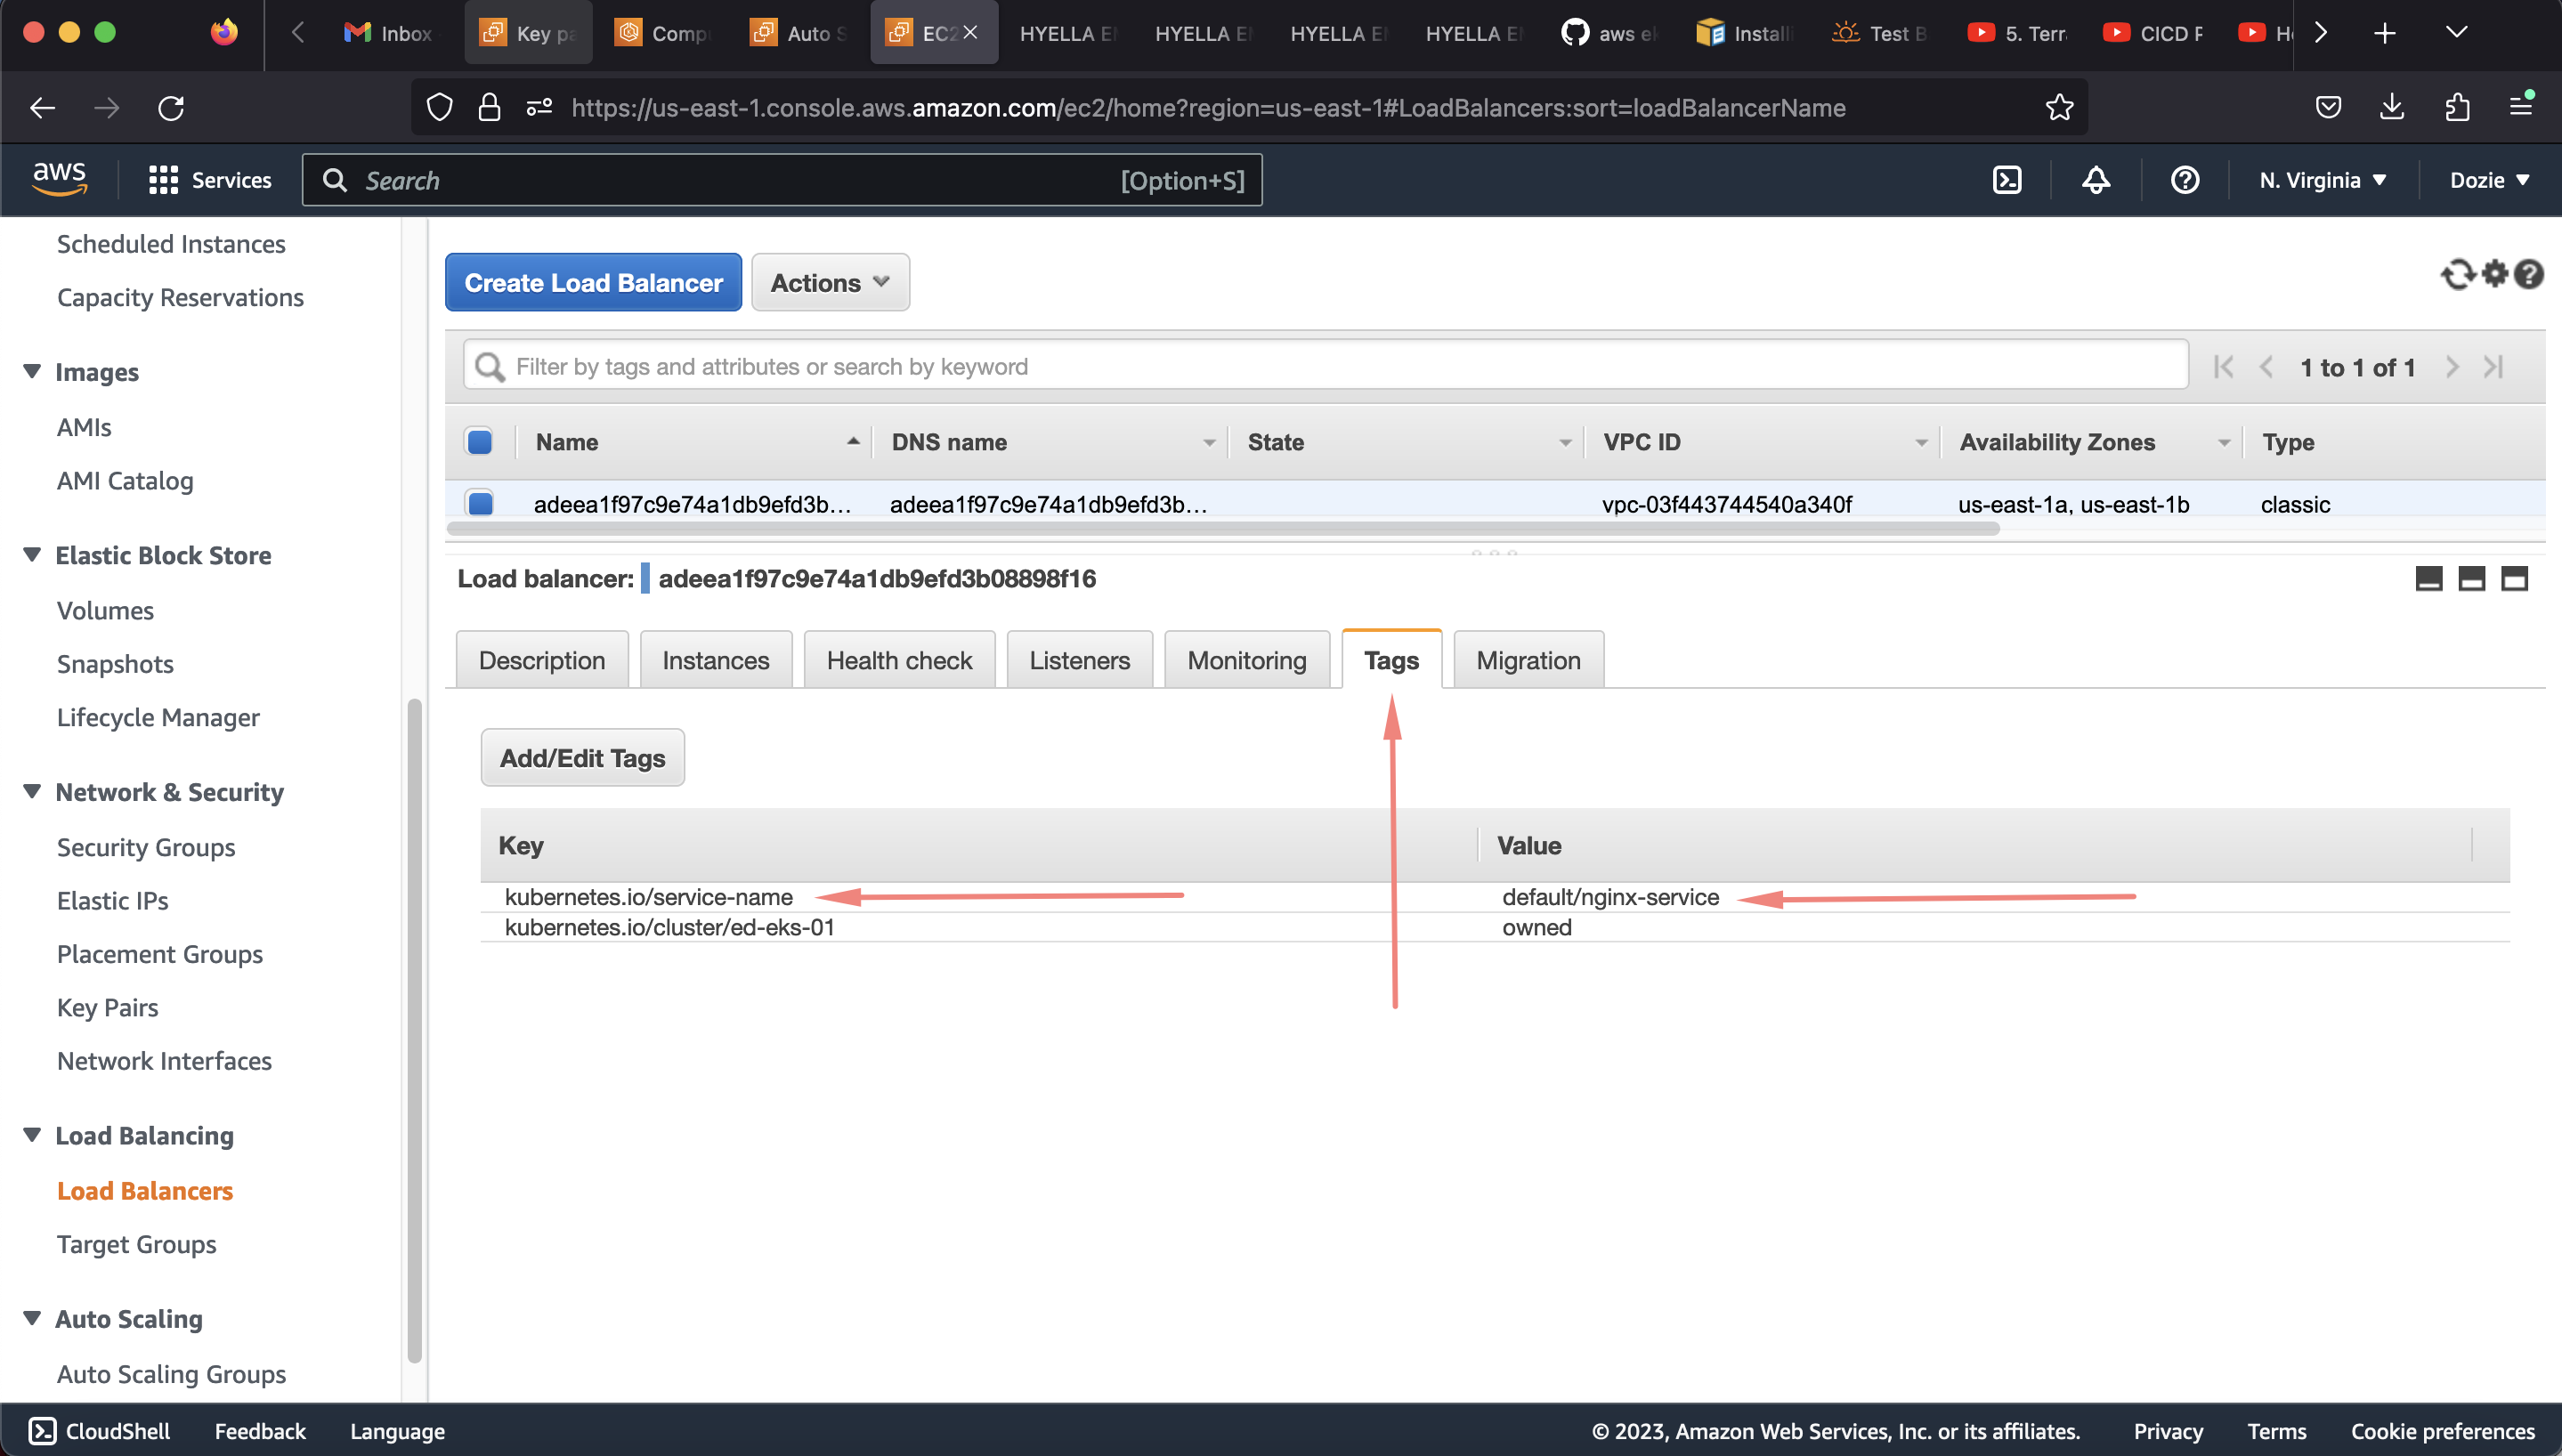 Inbox
Key pa
Comp
Auto S
EC2
HYELLA E
HYELLA E
HYELLA E
HYELLA E
aws ek
Install
Test B
5. Terr
CICD P
He
https://us-east-1.console.aws.amazon.com/ec2/home?region=us-east-1#LoadBalancers:sort=loadBalancerName
aws Services Search [Option+S] N. Virginia Dozie
Scheduled Instances
Capacity Reservations
Images
AMIs
AMI Catalog
Elastic Block Store
Volumes
Snapshots
Lifecycle Manager
Network & Security
Security Groups
Elastic IPs
Placement Groups
Key Pairs
Network Interfaces
Load Balancing
Load Balancers
Target Groups
Auto Scaling
Auto Scaling Groups
Create Load Balancer Actions
Filter by tags and attributes or search by keyword 1 to 1 of 1
Name DNS name State VPC ID Availability Zones Type
adeea1f97c9e74a1db9efd3b... adeea1f97c9e74a1db9efd3b... vpc-03f443744540a340f us-east-1a, us-east-1b classic
Load balancer: adeea1f97c9e74a1db9efd3b08898f16
Description Instances Health check Listeners Monitoring Tags Migration
Add/Edit Tags
Key Value
kubernetes.io/service-name default/nginx-service
kubernetes.io/cluster/ed-eks-01 owned
CloudShell Feedback Language © 2023, Amazon Web Services, Inc. or its affiliates. Privacy Terms Cookie preferences